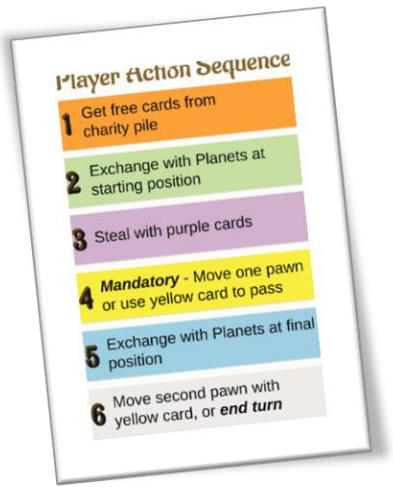 Player Action Sequence
1 Get free cards from
charity pile
2 Exchange with Planets at
starting position
3 Steal with purple cards
4 Mandatory - Move one pawn
or use yellow card to pass
5 Exchange with Planets at final
position
6 Move second pawn with
yellow card, or end turn